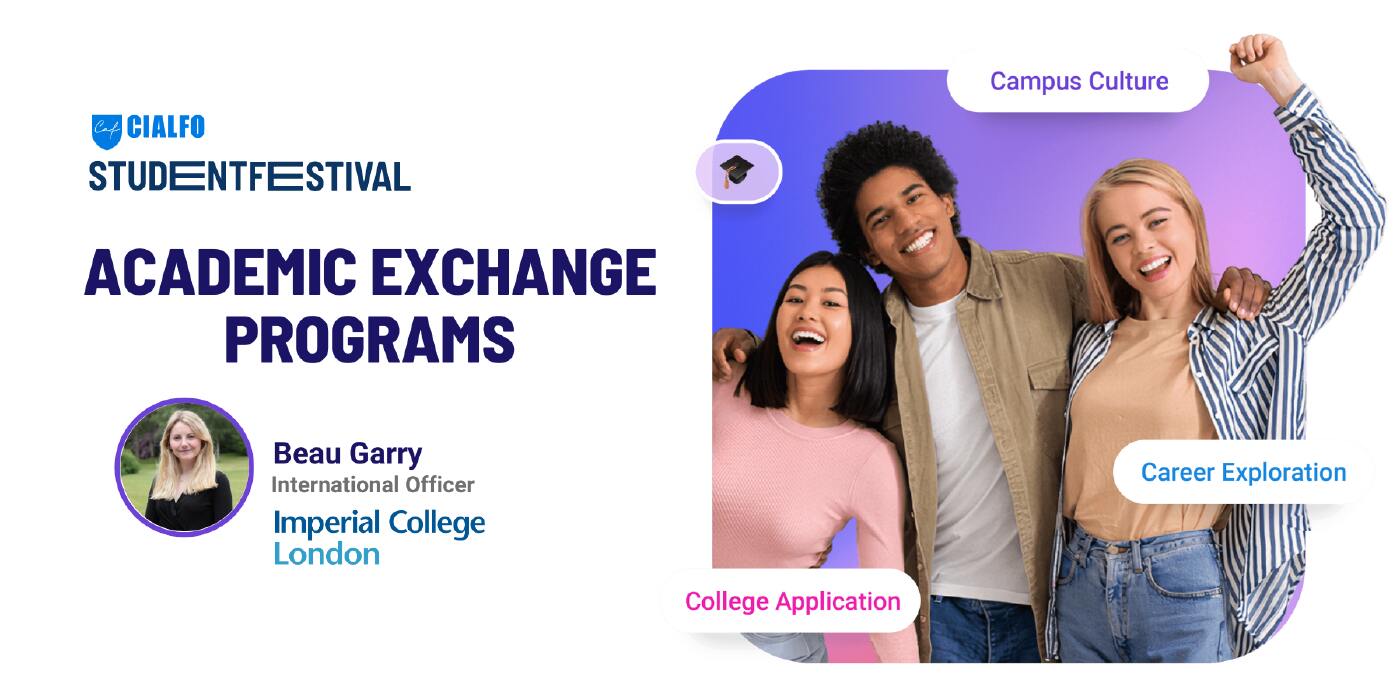 CIALFO
STUDENTFESTIVAL
ACADEMIC EXCHANGE
PROGRAMS
Beau Garry
International Officer
Imperial College
London
Campus Culture
Career Exploration
College Application